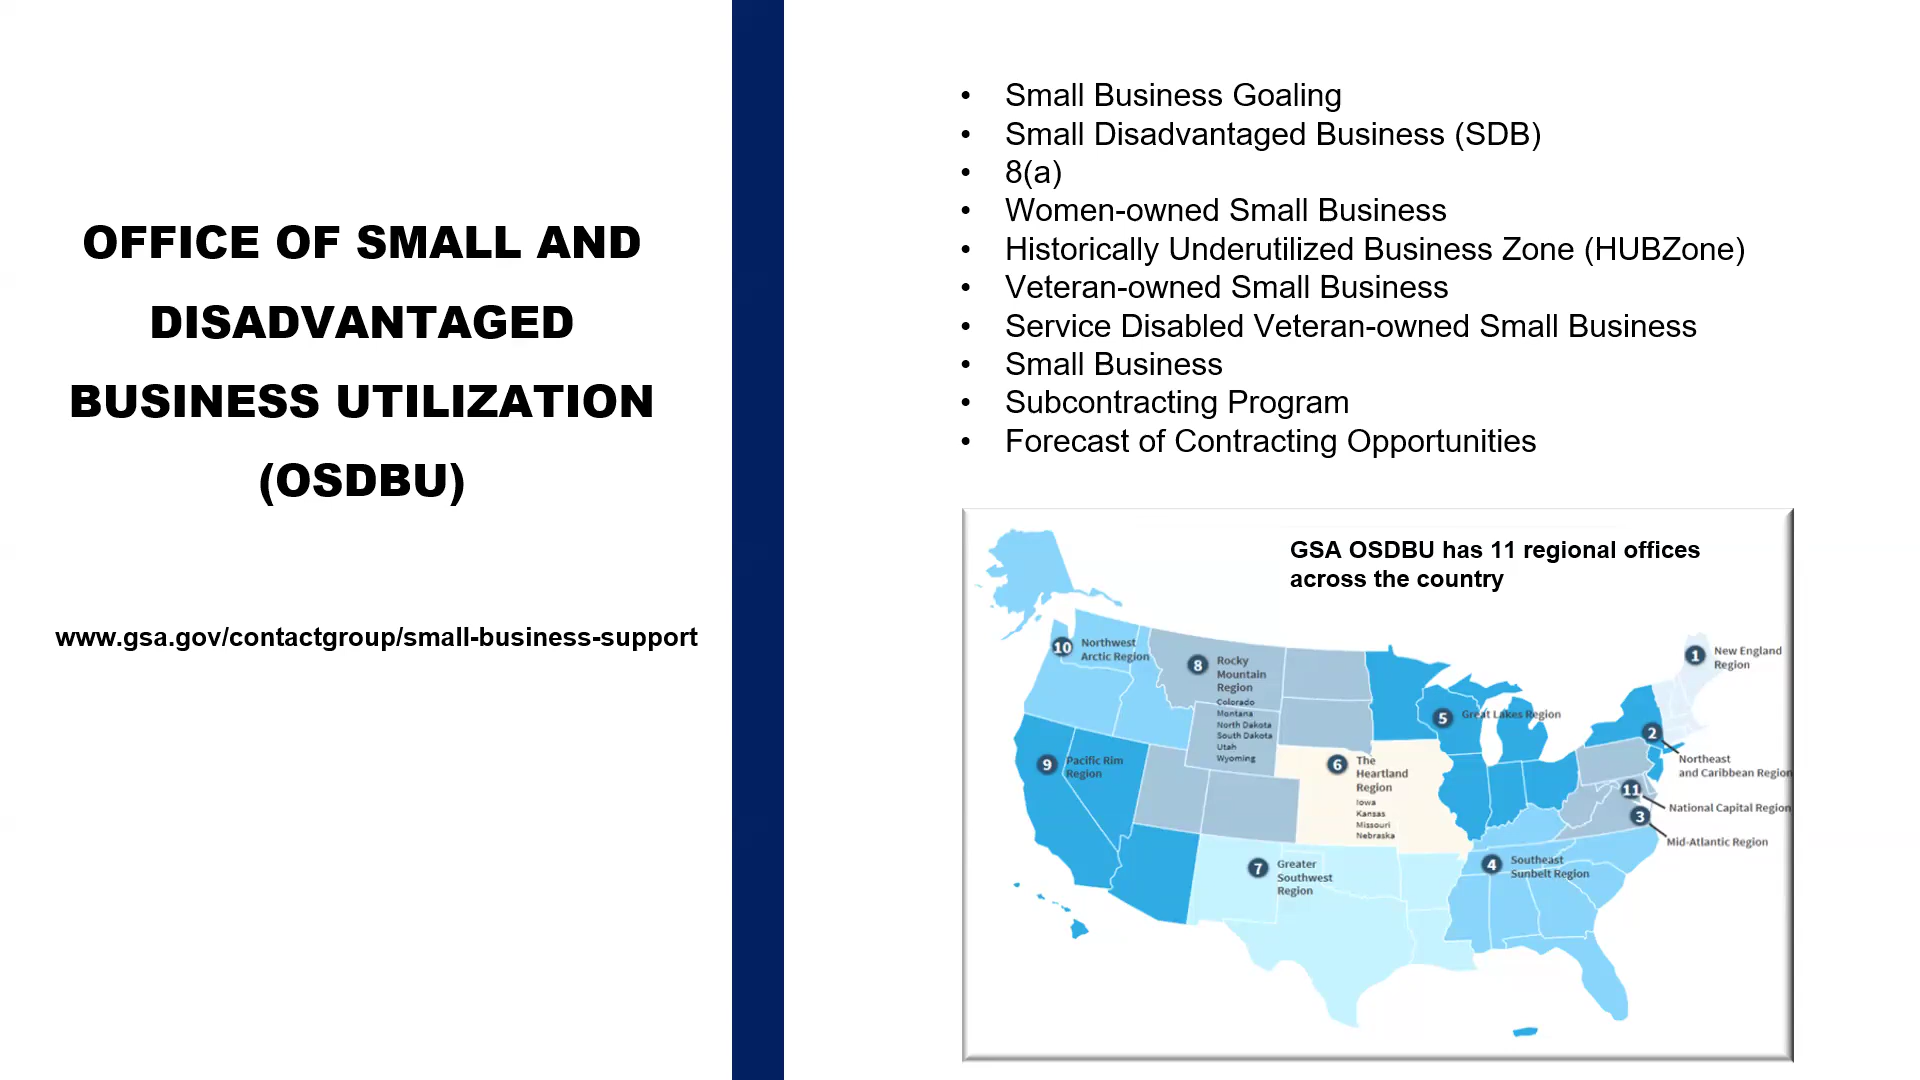 OFFICE OF SMALL AND
DISADVANTAGED
BUSINESS UTILIZATION
(OSDBU)
www.gsa.gov/contactgroup/small-business-support
• Small Business Goaling
• Small Disadvantaged Business (SDB)
• 8(a)
• Women-owned Small Business
• Historically Underutilized Business Zone (HUBZone)
• Veteran-owned Small Business
• Service Disabled Veteran-owned Small Business
• Small Business
• Subcontracting Program
• Forecast of Contracting Opportunities
GSA OSDBU has 11 regional offices
across the country
10 Northwest
Arctic Region
8 Rocky
Mountain
Region
Colorado
Montana
North Dakota
South Dakota
Utah
Wyoming
1 New England
Region
5 Great Lakes Region
2
Northeast
and Caribbean Region
9 Pacific Rim
Region
6 The
Heartland
Region
Iowa
Kansas
Missouri
Nebraska
11
National Capital Region
3
Mid-Atlantic Region
7 Greater
Southwest
Region
4 Southeast
Sunbelt Region